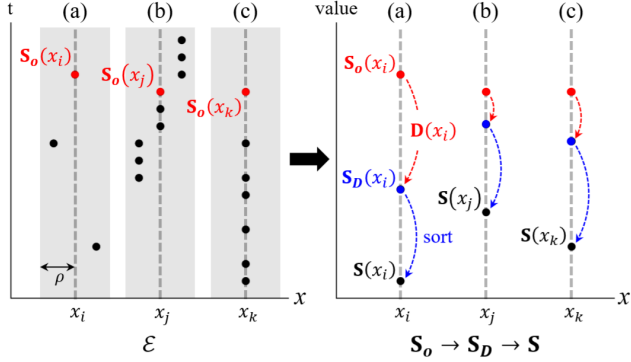 t (a) (b) (c)
S_o(x_i)
S_o(x_j)
S_o(x_k)
ρ
x
x_i x_j x_k
ℰ
value (a) (b) (c)
S_o(x_i)
D(x_i)
S_D(x_i)
S(x_j)
sort
S(x_k)
S(x_i)
x
x_i x_j x_k
S_o → S_D → S